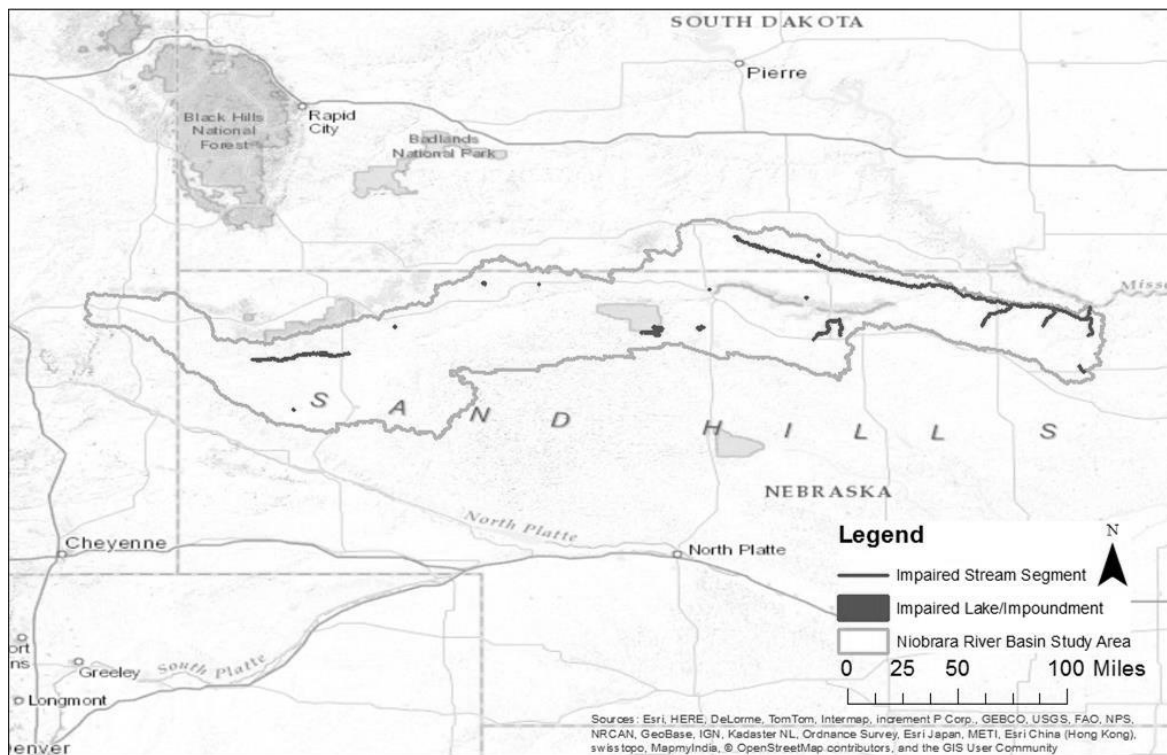 SOUTH DAKOTA
Pierre
Rapid
City
Black Hills
National
Forest
Badlands
National Park
S A N D H I L L S
NEBRASKA
North Platte
Cheyenne
North Platte
Greeley
South Platte
Longmont
Legend
N
Impaired Stream Segment
Impaired Lake/Impoundment
Niobrara River Basin Study Area
0 25 50 100 Miles
Sources: Esri, HERE, DeLorme, TomTom, Intermap, increment P Corp., GEBCO, USGS, FAO, NPS,
NRCAN, GeoBase, IGN, Kadaster NL, Ordnance Survey, Esri Japan, METI, Esri China (Hong Kong),
swisstopo, MapmyIndia, © OpenStreetMap contributors, and the GIS User Community